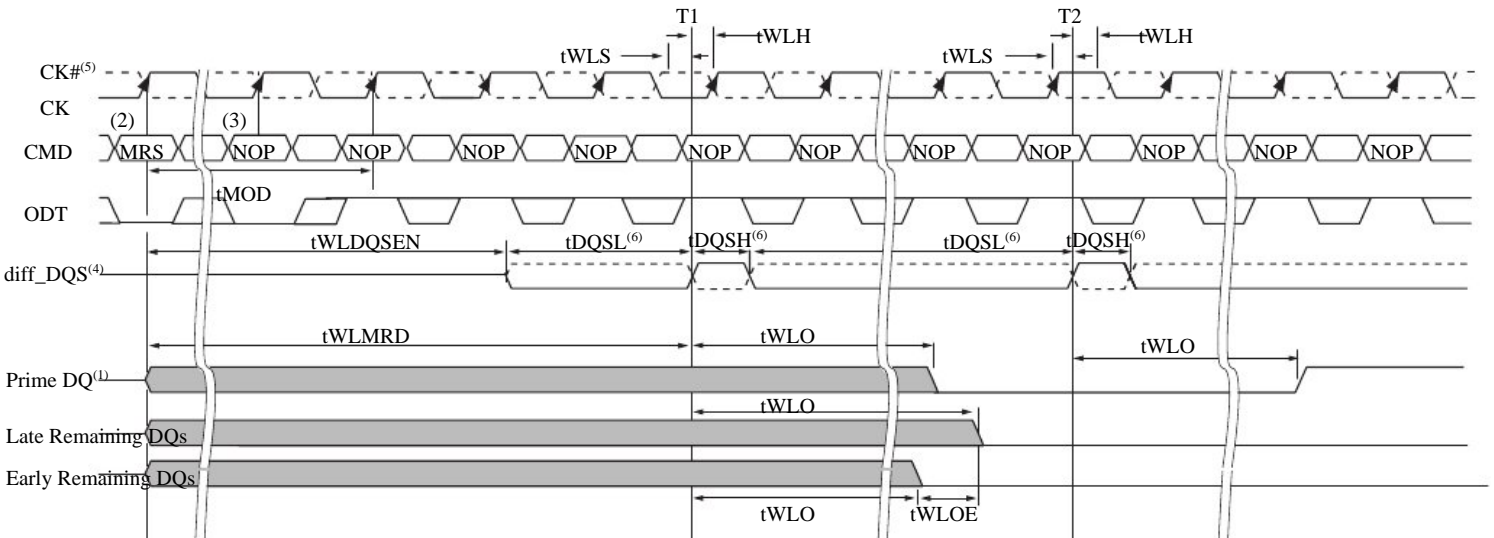 T1 T2
tWLH tWLH
tWLS tWLS
CK#(5)
CK
(2) (3)
CMD MRS NOP NOP NOP NOP NOP NOP NOP NOP NOP NOP NOP
tMOD
ODT
tWLDQSEN tDQSL(6) tDQSH(6) tDQSL(6) tDQSH(6)
diff_DQS(4)
tWLMRD tWLO tWLO
Prime DQ(1)
tWLO
Late Remaining DQs
Early Remaining DQs
tWLO tWLOE